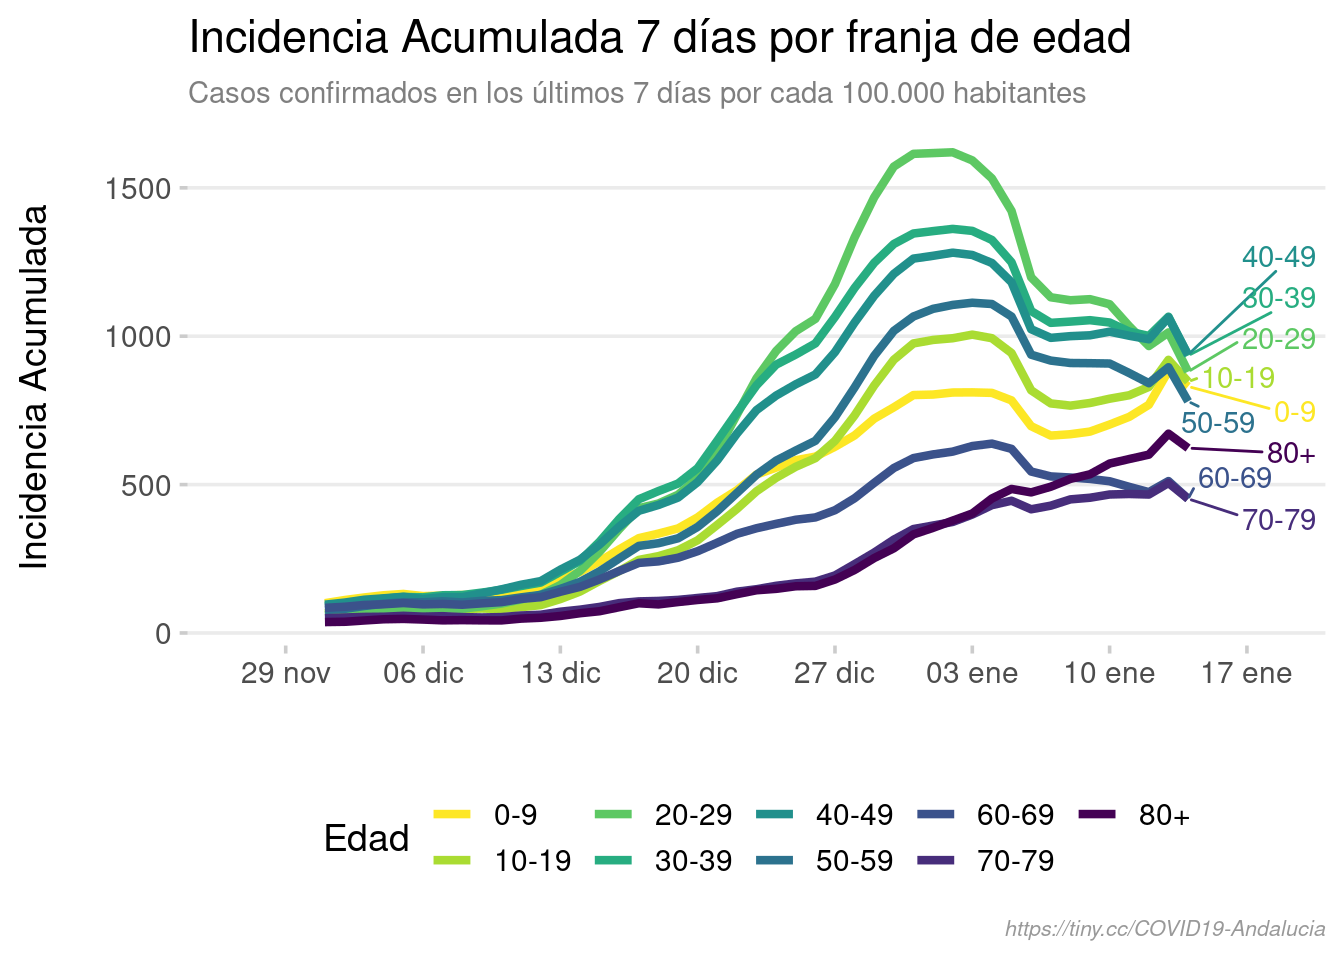 Incidencia Acumulada 7 días por franja de edad
Casos confirmados en los últimos 7 días por cada 100.000 habitantes
Incidencia Acumulada
1500
1000
500
0
40-49
30-39
20-29
10-19
0-9
50-59
80+
60-69
70-79
29 nov 06 dic 13 dic 20 dic 27 dic 03 ene 10 ene 17 ene
Edad
0-9 20-29 40-49 60-69 80+
10-19 30-39 50-59 70-79
https://tiny.cc/COVID19-Andalucia